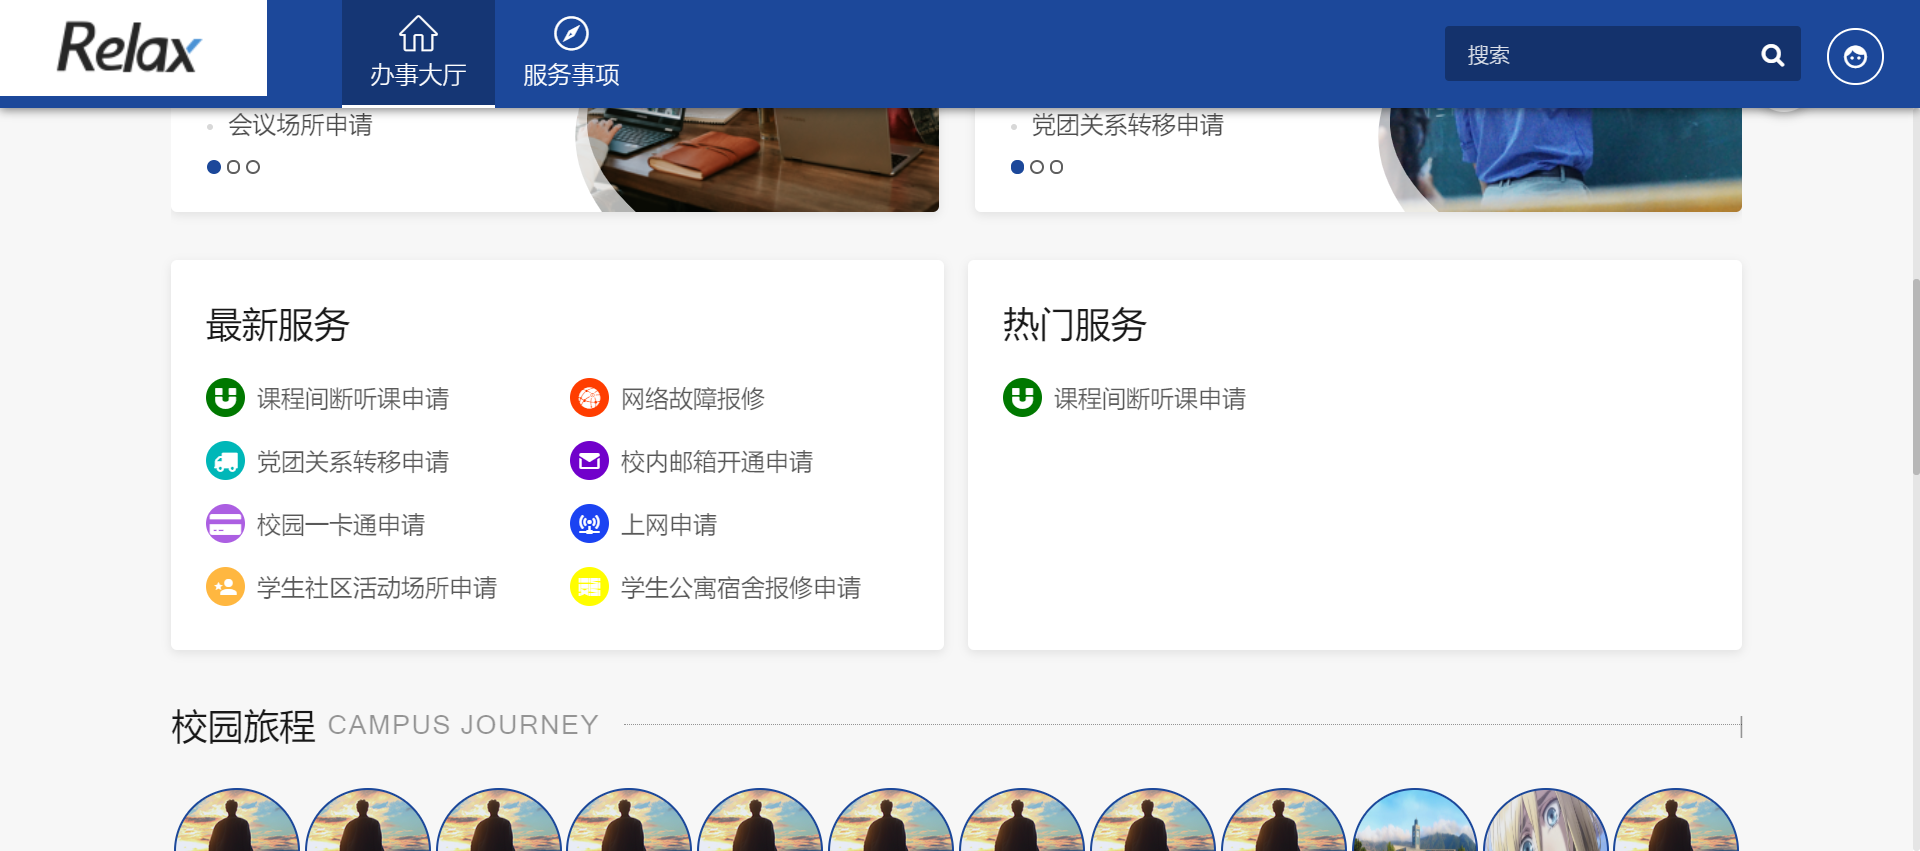 Relax
办事大厅
服务事项
搜索
会议场所申请
党团关系转移申请
最新服务
课程间断听课申请
网络故障报修
党团关系转移申请
校内邮箱开通申请
校园一卡通申请
上网申请
学生社区活动场所申请
学生公寓宿舍报修申请
热门服务
课程间断听课申请
校园旅程 CAMPUS JOURNEY